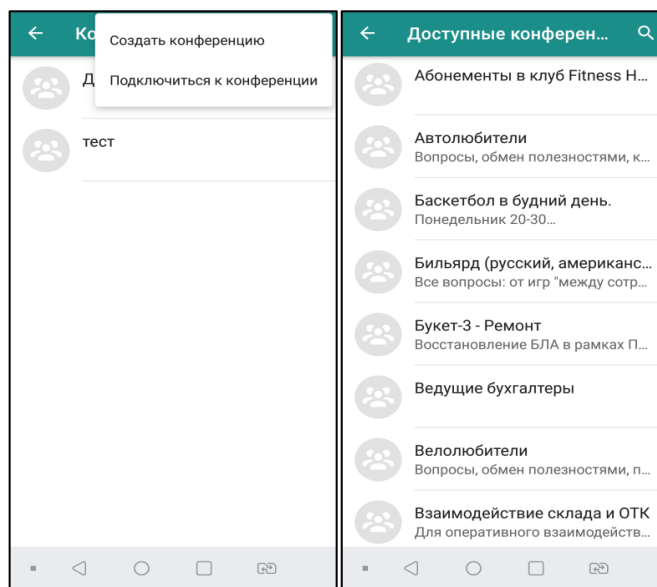 Ко
Создать конференцию
Подключиться к конференции
Д
тест
Доступные конферен...
Абонементы в клуб Fitness H...
Автолюбители
Вопросы, обмен полезностями, к...
Баскетбол в будний день.
Понедельник 20-30...
Бильярд (русский, американс...
Все вопросы: от игр "между сотр...
Букет-3 - Ремонт
Восстановление БЛА в рамках П...
Ведущие бухгалтеры
Велолюбители
Вопросы, обмен полезностями, п...
Взаимодействие склада и ОТК
Для оперативного взаимодейств...